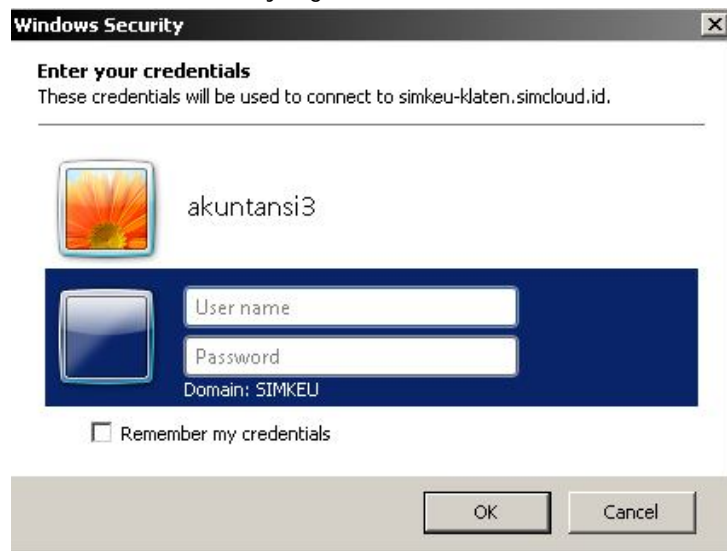 Windows Security
Enter your credentials
These credentials will be used to connect to simkeu-klaten.simcloud.id.
akuntansi3
User name
Password
Domain: SIMKEU
Remember my credentials
OK
Cancel